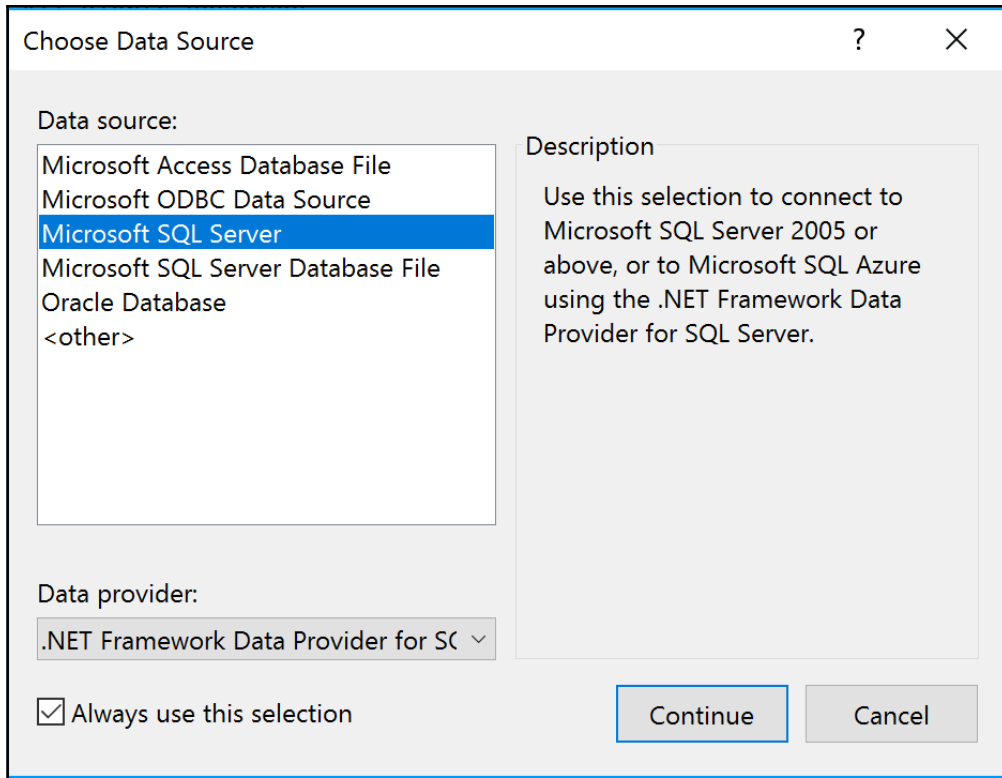 Choose Data Source
?
Data source:
Microsoft Access Database File
Microsoft ODBC Data Source
Microsoft SQL Server
Microsoft SQL Server Database File
Oracle Database
<other>
Description
Use this selection to connect to
Microsoft SQL Server 2005 or
above, or to Microsoft SQL Azure
using the .NET Framework Data
Provider for SQL Server.
Data provider:
.NET Framework Data Provider for
Always use this selection
Continue
Cancel